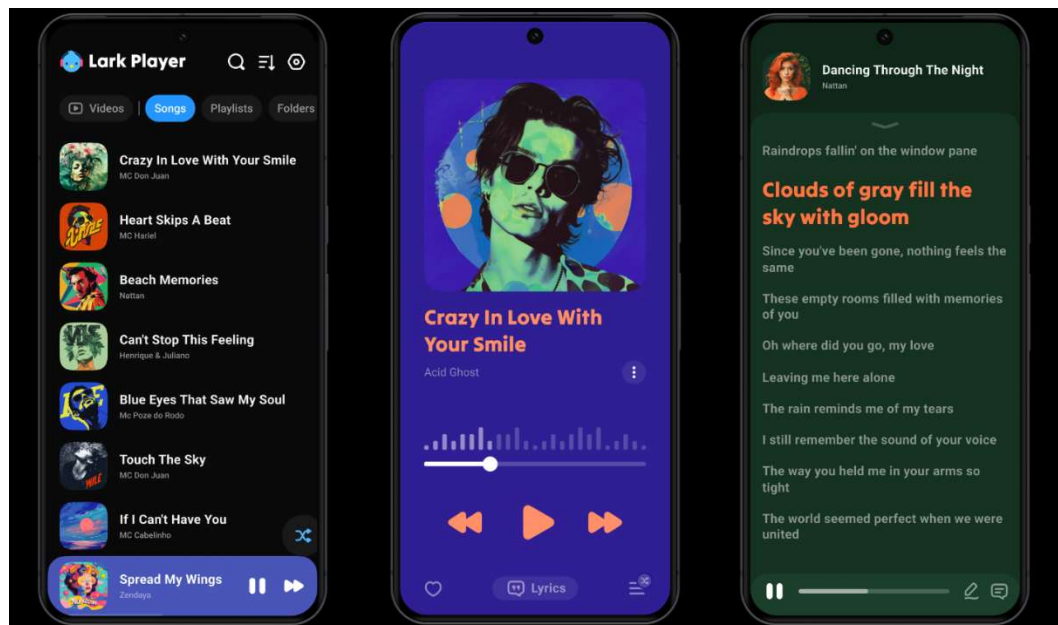 Lark Player
Videos
Songs
Playlists
Folders
Crazy In Love With Your Smile
MC Don Juan
Heart Skips A Beat
MC Hariel
Beach Memories
Nattan
Can't Stop This Feeling
Henrique & Juliano
Blue Eyes That Saw My Soul
Mc Poze do Rodo
Touch The Sky
MC Don Juan
If I Can't Have You
MC Cabelinho
Spread My Wings
Zendaya
Crazy In Love With
Your Smile
Acid Ghost
Lyrics
Dancing Through The Night
Nattan
Raindrops fallin' on the window pane
Clouds of gray fill the
sky with gloom
Since you've been gone, nothing feels the
same
These empty rooms filled with memories
of you
Oh where did you go, my love
Leaving me here alone
The rain reminds me of my tears
I still remember the sound of your voice
The way you held me in your arms so
tight
The world seemed perfect when we were
united